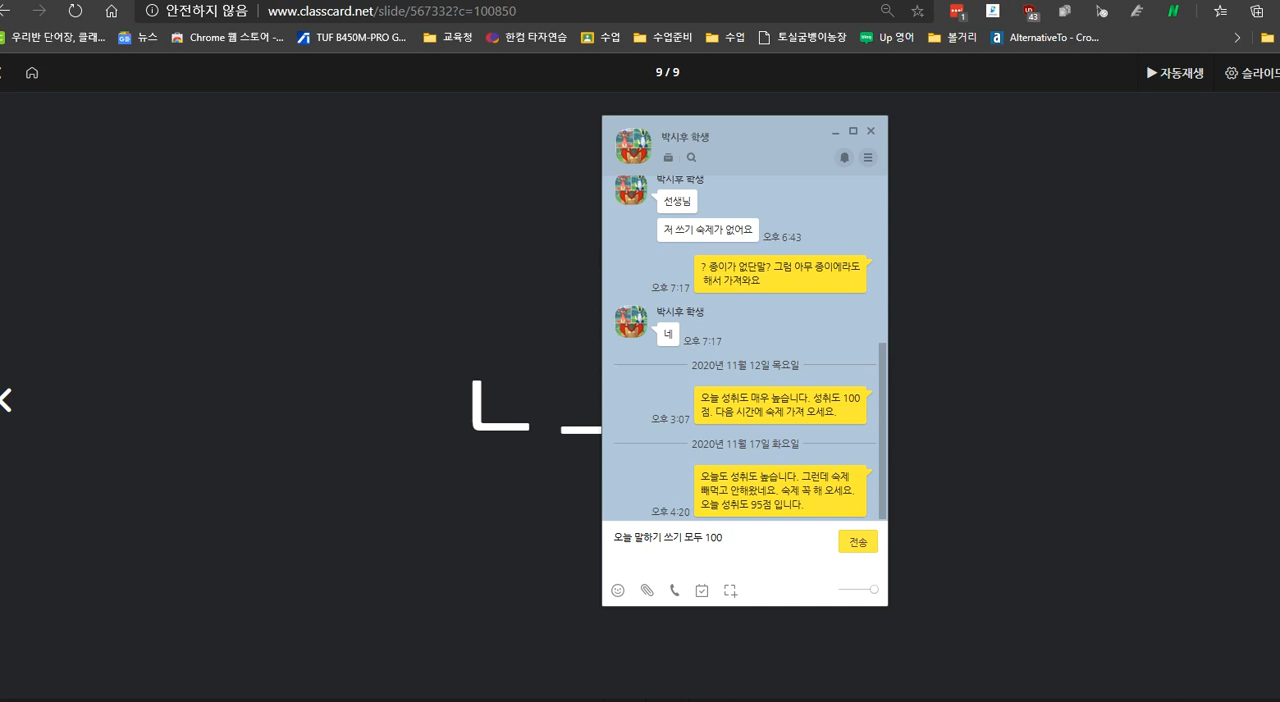 안전하지 않음 www.classcard.net/slide/567332?c=100850
1 43
우리반 단어장, 클래... 뉴스 Chrome 웹 스토어 -... TUF B450M-PRO G... 교육청 한컴 타자연습 수업 수업준비 수업 토실굼벵이농장 Up 영어 볼거리 AlternativeTo - Cro...
9 / 9 자동재생 슬라이드
박시후 학생
박시후 학생
선생님
저 쓰기 숙제가 없어요 오후 6:43
? 종이가 없단말? 그럼 아무 종이에라도
해서 가져와요
오후 7:17
박시후 학생
네 오후 7:17
2020년 11월 12일 목요일
오늘 성취도 매우 높습니다. 성취도 100
점. 다음 시간에 숙제 가져 오세요.
오후 3:07
2020년 11월 17일 화요일
오늘도 성취도 높습니다. 그런데 숙제
빼먹고 안해왔네요. 숙제 꼭 해 오세요.
오늘 성취도 95점 입니다.
오후 4:20
오늘 말하기 쓰기 모두 100
전송